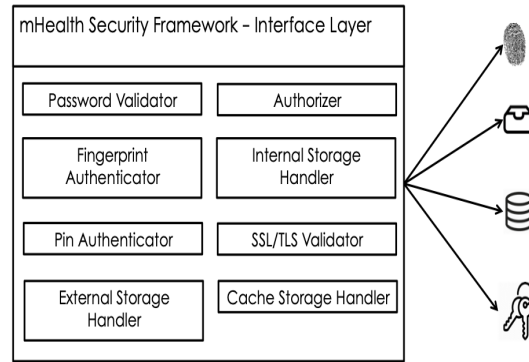 mHealth Security Framework – Interface Layer
Password Validator
Authorizer
Fingerprint
Authenticator
Internal Storage
Handler
Pin Authenticator
SSL/TLS Validator
External Storage
Handler
Cache Storage Handler